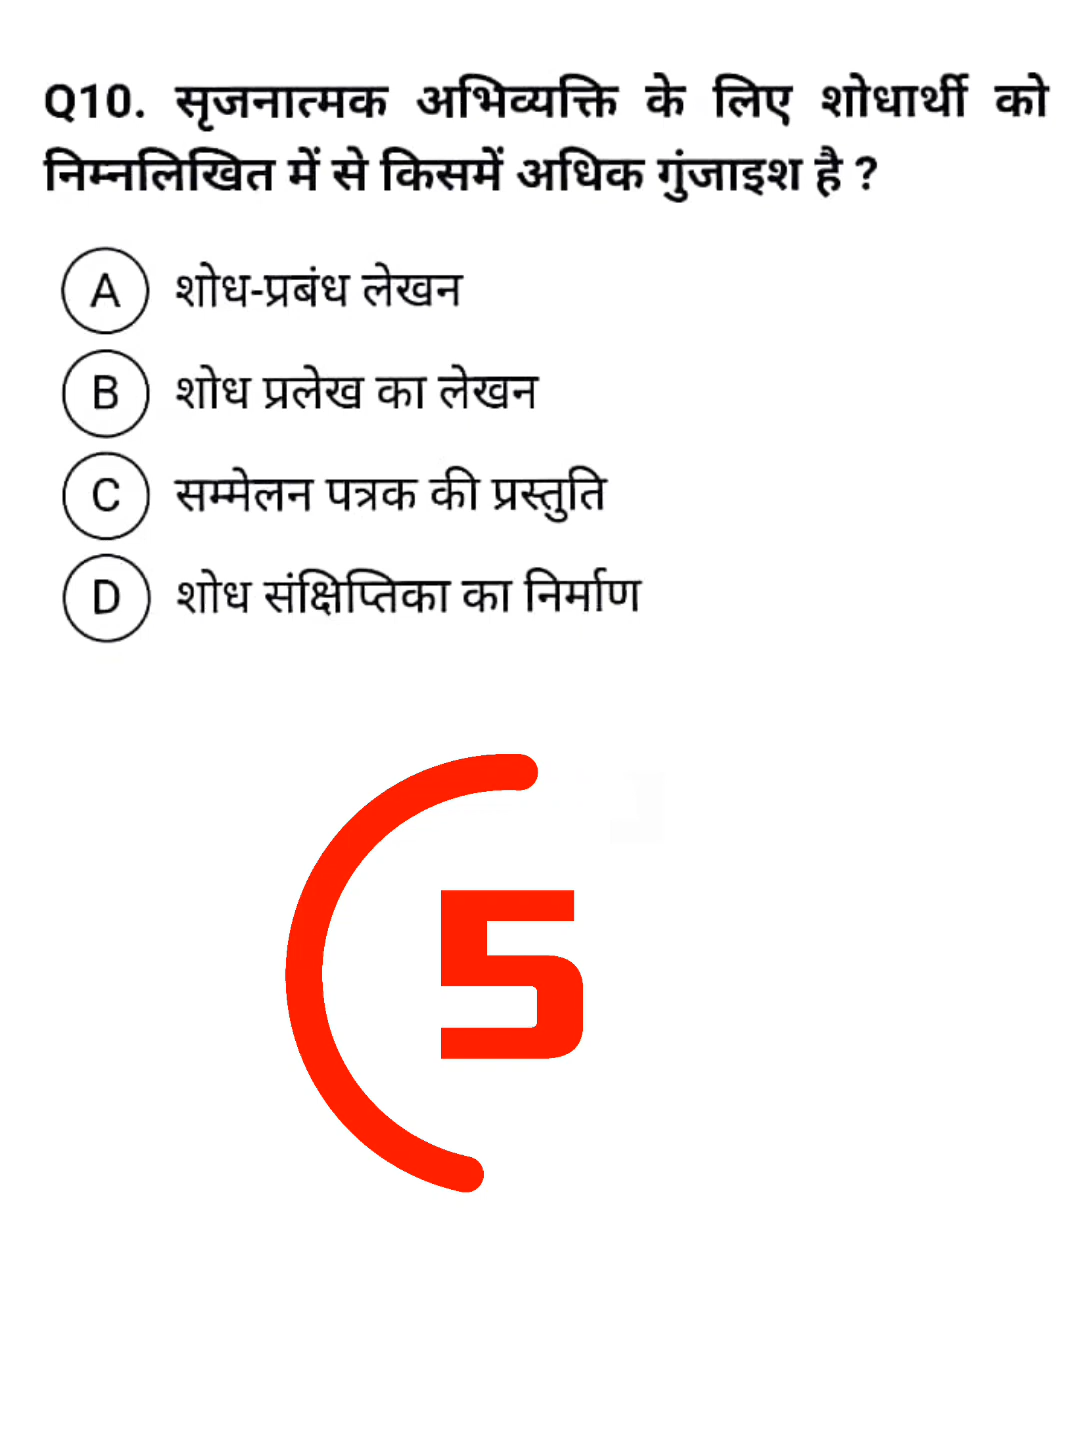 Q10. सृजनात्मक अभिव्यक्ति के लिए शोधार्थी को
निम्नलिखित में से किसमें अधिक गुंजाइश है ?
A शोध-प्रबंध लेखन
B शोध प्रलेख का लेखन
C सम्मेलन पत्रक की प्रस्तुति
D शोध संक्षिप्तिका का निर्माण
5